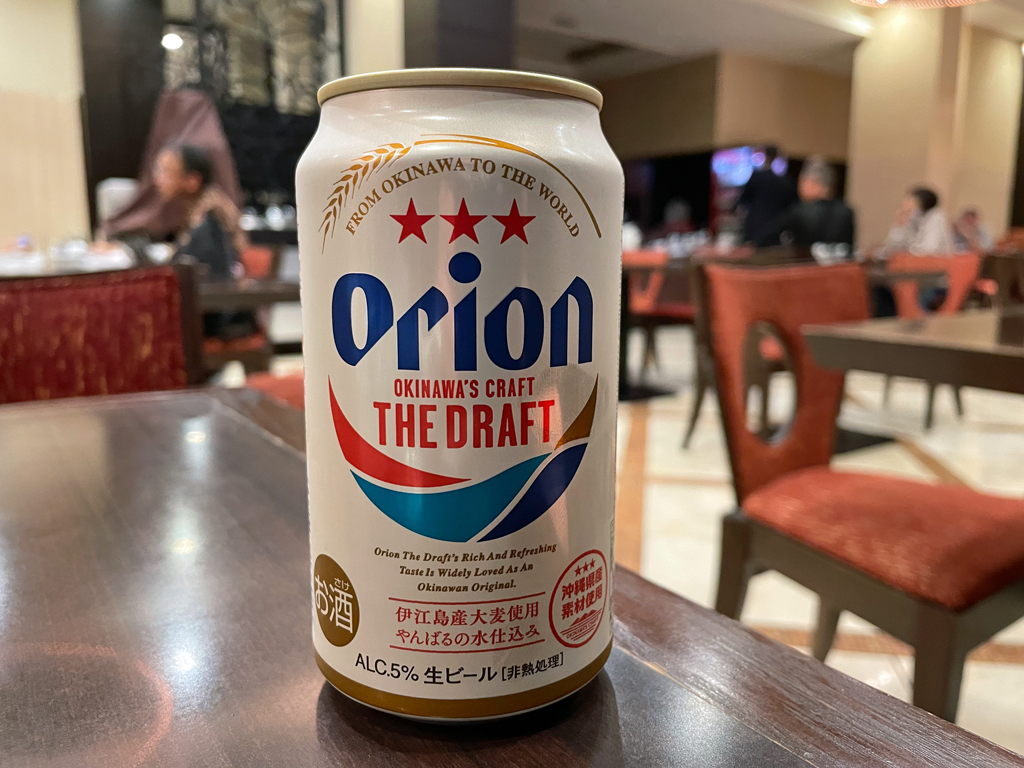 FROM OKINAWA TO THE WORLD
Orion
OKINAWA'S CRAFT
THE DRAFT
Orion The Draft's Rich And Refreshing
Taste Is Widely Loved As An
Okinawan Original.
さけ
お酒
沖縄県産
素材使用
伊江島産大麦使用
やんばるの水仕込み
ALC.5% 生ビール [非熱処理]